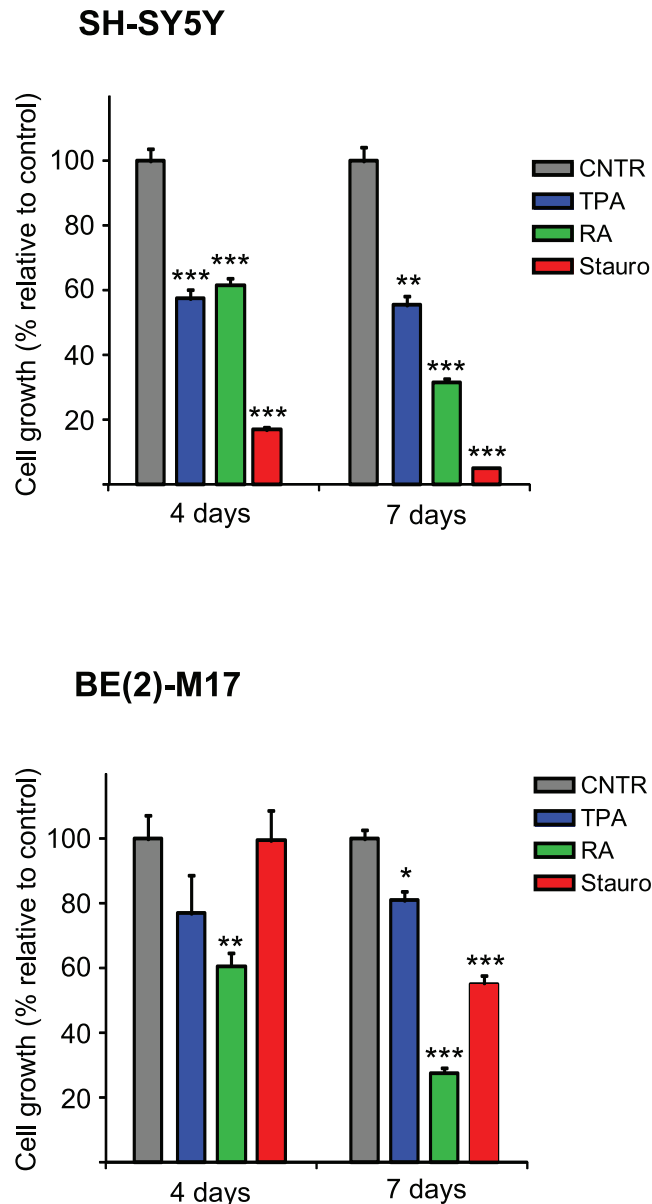 SH-SY5Y
Cell growth (% relative to control)
100
80
60
40
20
***
***
***
**
***
***
4 days
7 days
CNTR
TPA
RA
Stauro
BE(2)-M17
Cell growth (% relative to control)
100
80
60
40
20
**
*
***
***
4 days
7 days
CNTR
TPA
RA
Stauro